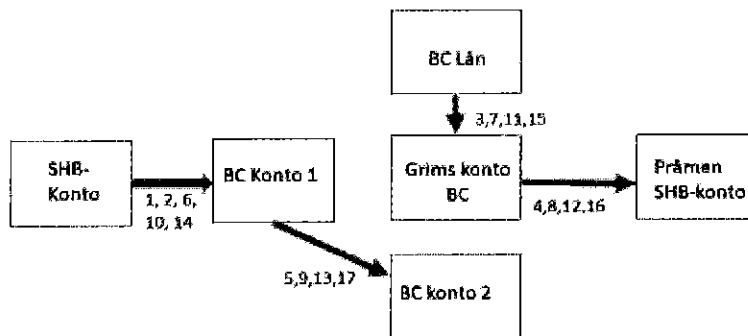 BC Lån
3,7,11,15
SHB-
Konto
1, 2, 6,
10, 14
BC Konto 1
Grims konto
BC
4,8,12,16
Pråmen
SHB-konto
5,9,13,17
BC konto 2